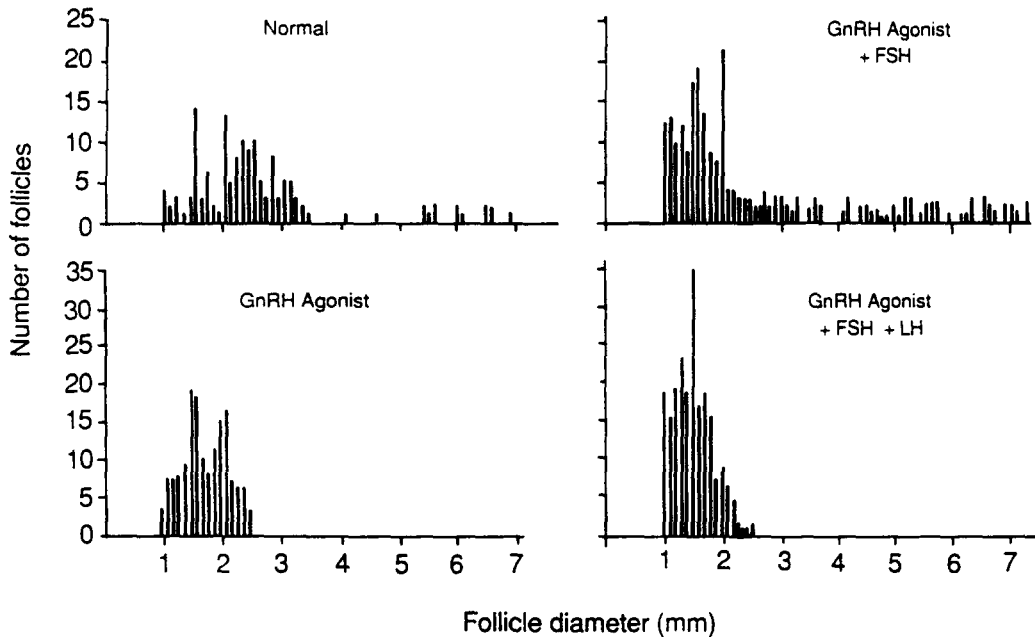 Normal
25
20
15
10
5
0
GnRH Agonist
+ FSH
GnRH Agonist
35
30
25
20
15
10
5
0
1 2 3 4 5 6 7
GnRH Agonist
+ FSH + LH
1 2 3 4 5 6 7
Number of follicles
Follicle diameter (mm)